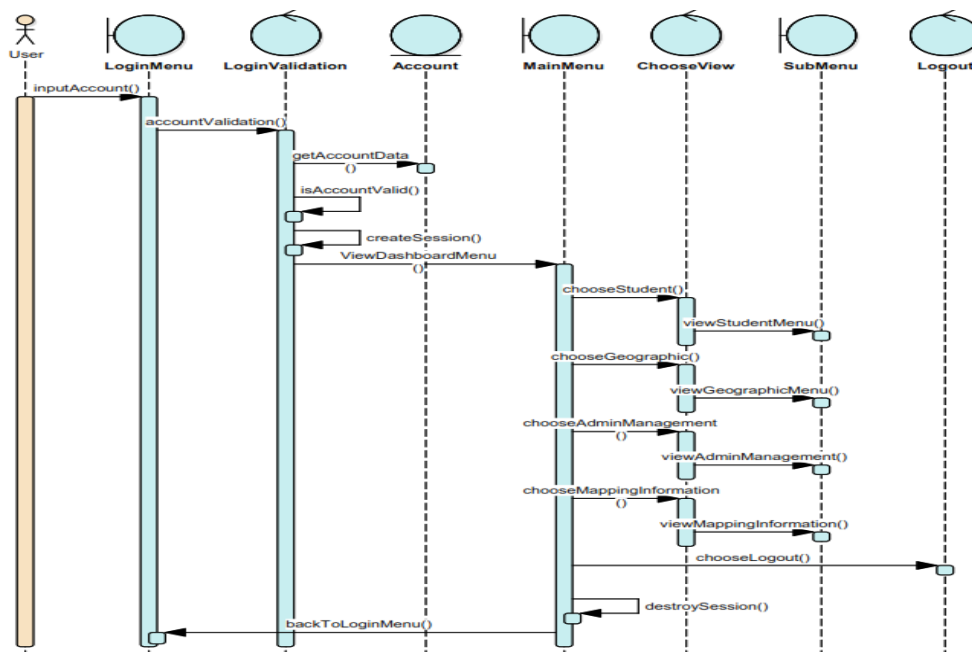 User
LoginMenu
LoginValidation
Account
MainMenu
ChooseView
SubMenu
Logout
inputAccount()
accountValidation()
getAccountData
()
isAccountValid()
createSession()
ViewDashboardMenu
()
chooseStudent()
viewStudentMenu()
chooseGeographic()
viewGeographicMenu()
chooseAdminManagement
()
viewAdminManagement()
chooseMappingInformation
()
viewMappingInformation()
chooseLogout()
destroySession()
backToLoginMenu()